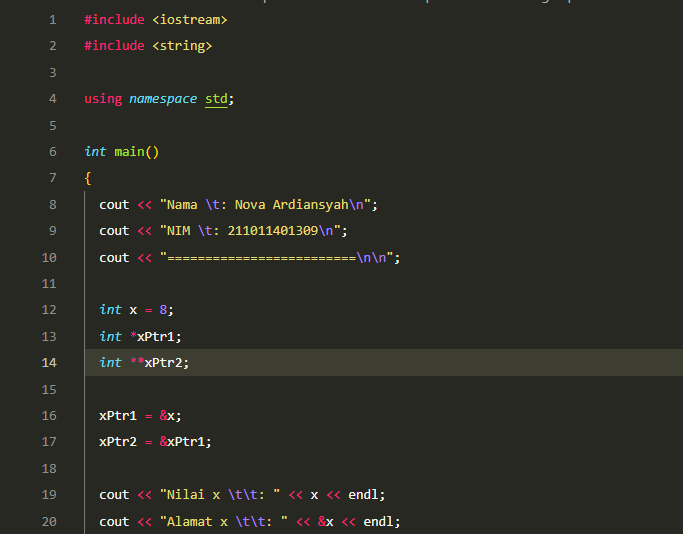 1 #include <iostream>
2 #include <string>
3
4 using namespace std;
5
6 int main()
7 {
8 cout << "Nama \t: Nova Ardiansyah\n";
9 cout << "NIM \t: 211011401309\n";
10 cout << "=========================\n\n";
11
12 int x = 8;
13 int *xPtr1;
14 int **xPtr2;
15
16 xPtr1 = &x;
17 xPtr2 = &xPtr1;
18
19 cout << "Nilai x \t\t: " << x << endl;
20 cout << "Alamat x \t\t: " << &x << endl;